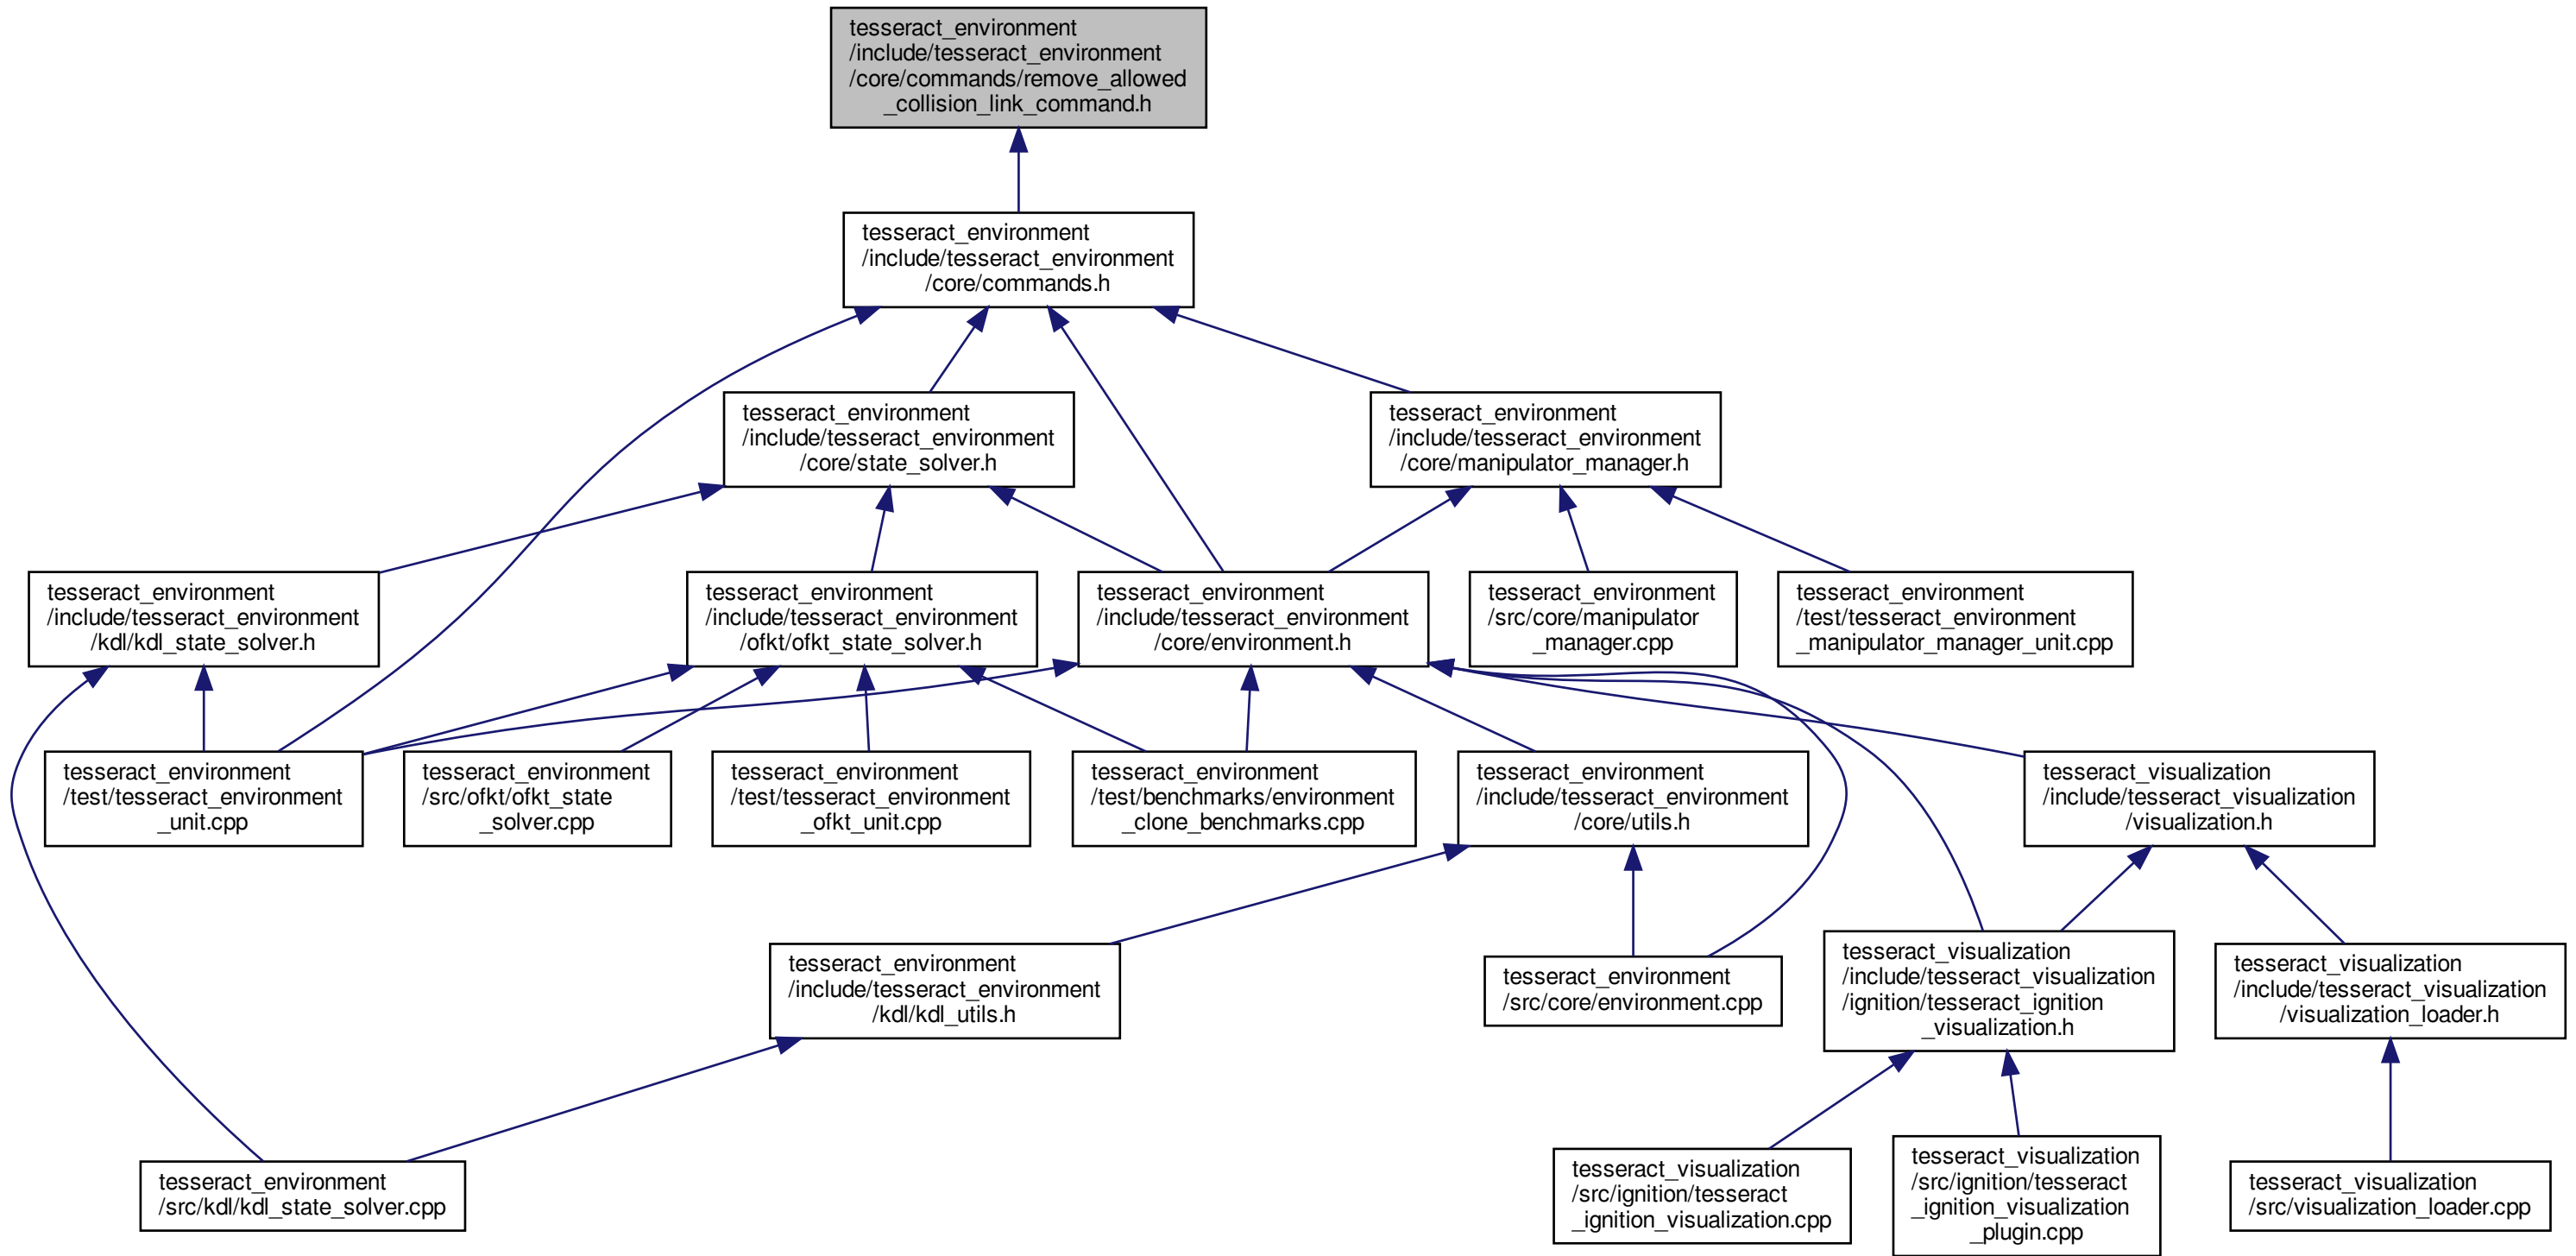 tesseract_environment
/include/tesseract_environment
/core/commands/remove_allowed
_collision_link_command.h
tesseract_environment
/include/tesseract_environment
/core/commands.h
tesseract_environment
/include/tesseract_environment
/core/state_solver.h
tesseract_environment
/include/tesseract_environment
/core/manipulator_manager.h
tesseract_environment
/include/tesseract_environment
/kdl/kdl_state_solver.h
tesseract_environment
/include/tesseract_environment
/ofkt/ofkt_state_solver.h
tesseract_environment
/include/tesseract_environment
/core/environment.h
tesseract_environment
/src/core/manipulator
_manager.cpp
tesseract_environment
/test/tesseract_environment
_manipulator_manager_unit.cpp
tesseract_environment
/test/tesseract_environment
_unit.cpp
tesseract_environment
/src/ofkt/ofkt_state
_solver.cpp
tesseract_environment
/test/tesseract_environment
_ofkt_unit.cpp
tesseract_environment
/test/benchmarks/environment
_clone_benchmarks.cpp
tesseract_environment
/include/tesseract_environment
/core/utils.h
tesseract_visualization
/include/tesseract_visualization
/visualization.h
tesseract_environment
/include/tesseract_environment
/kdl/kdl_utils.h
tesseract_environment
/src/core/environment.cpp
tesseract_visualization
/include/tesseract_visualization
/ignition/tesseract_ignition
_visualization.h
tesseract_visualization
/include/tesseract_visualization
/visualization_loader.h
tesseract_environment
/src/kdl/kdl_state_solver.cpp
tesseract_visualization
/src/ignition/tesseract
_ignition_visualization.cpp
tesseract_visualization
/src/ignition/tesseract
_ignition_visualization
_plugin.cpp
tesseract_visualization
/src/visualization_loader.cpp